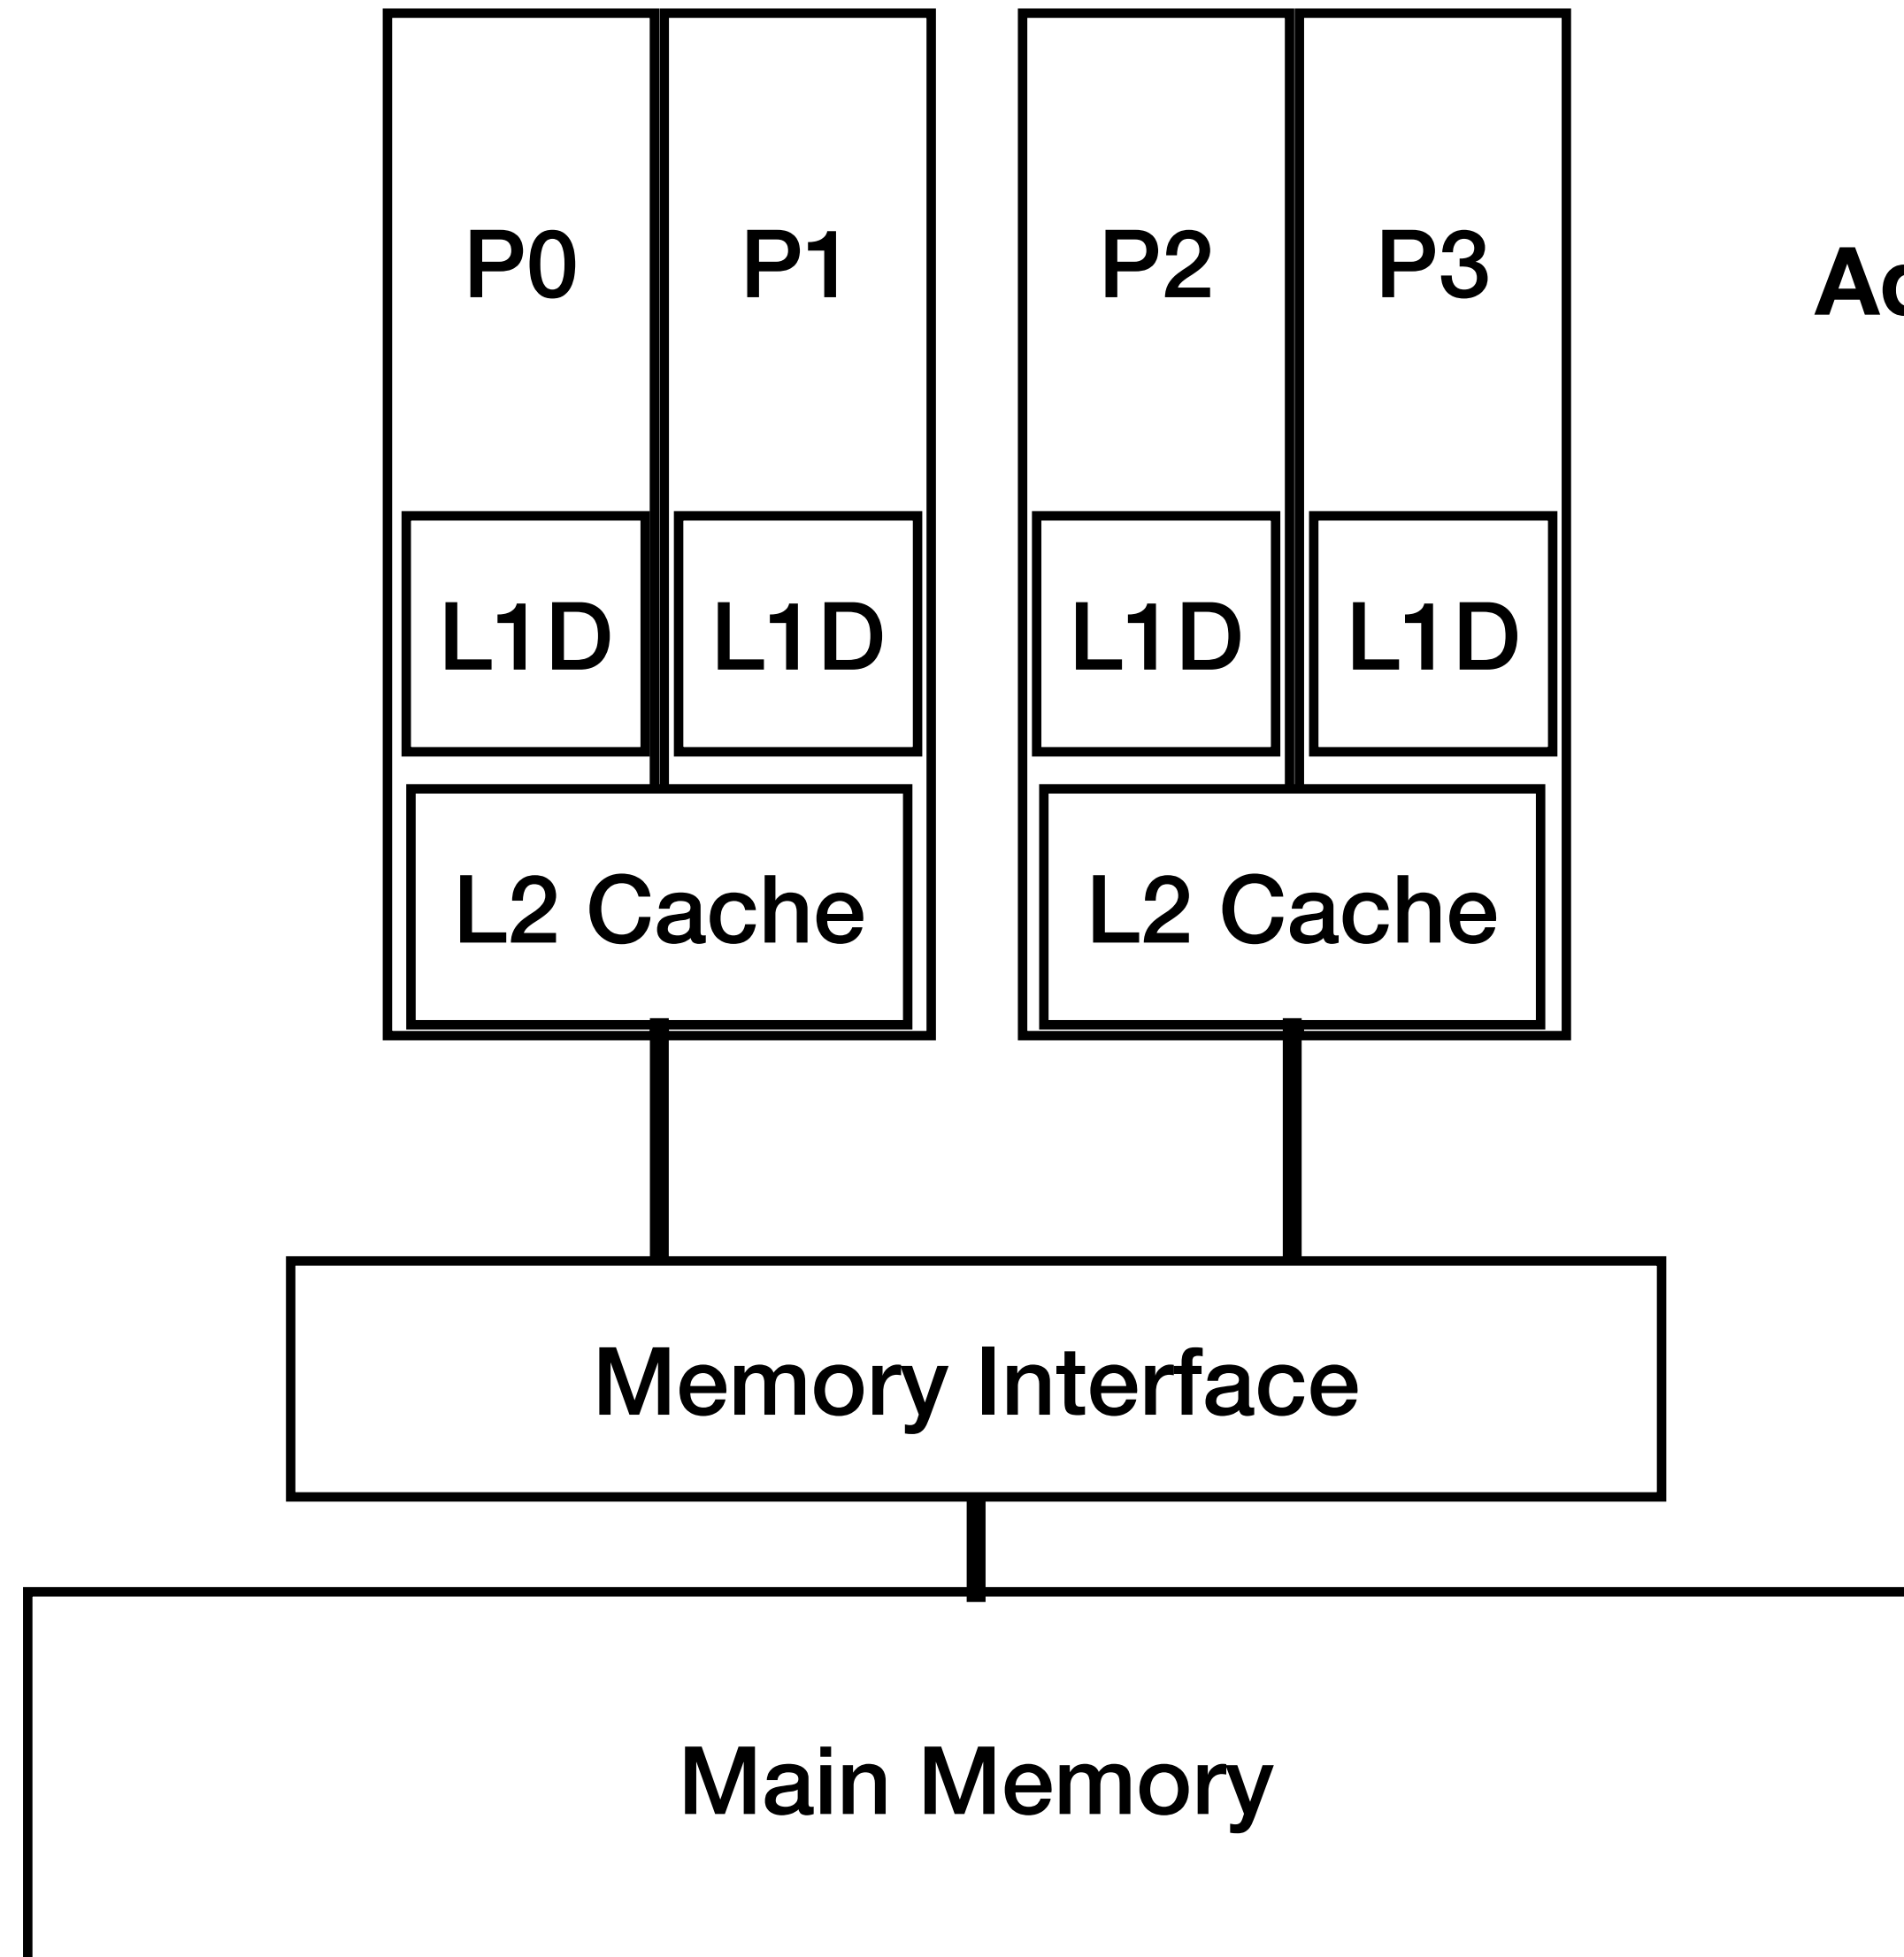 P0 P1 P2 P3
L1D L1D L1D L1D
L2 Cache L2 Cache
Memory Interface
Main Memory